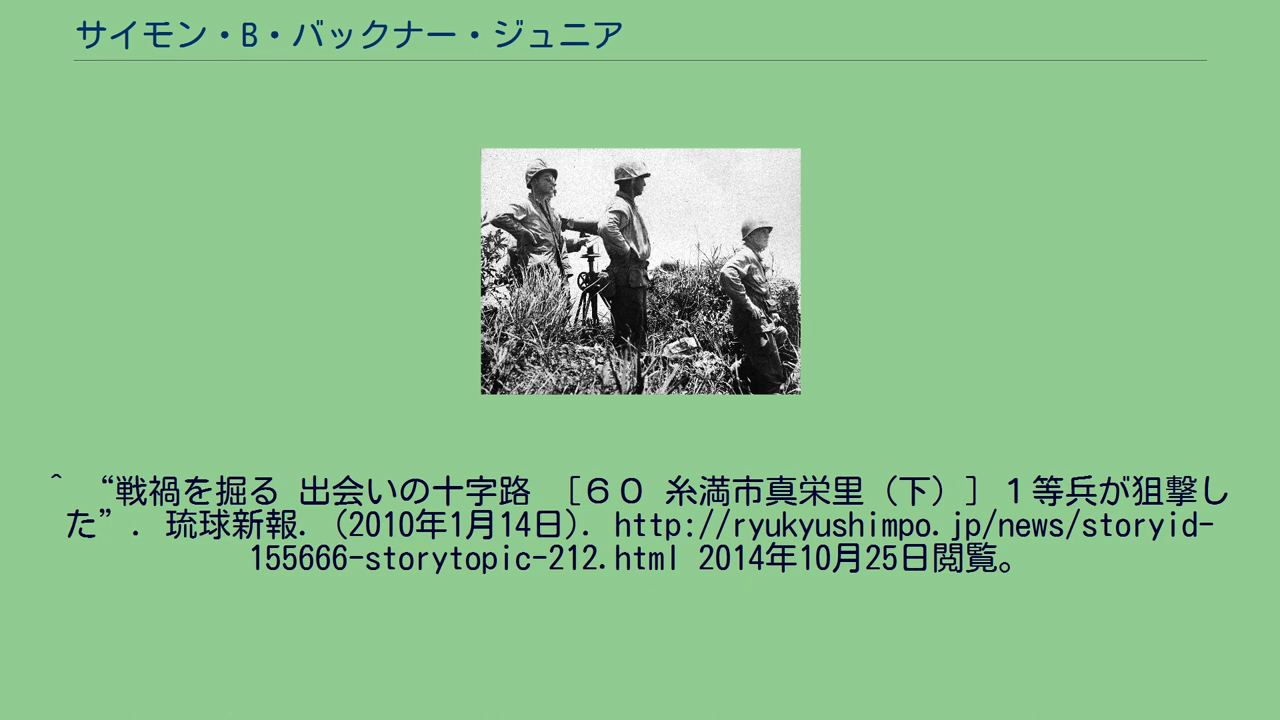 サイモン・B・バックナー・ジュニア
^ “戦禍を掘る 出会いの十字路 ［６０ 糸満市真栄里（下）］１等兵が狙撃し
た”. 琉球新報. (2010年1月14日). http://ryukyushimpo.jp/news/storyid-
155666-storytopic-212.html 2014年10月25日閲覧。